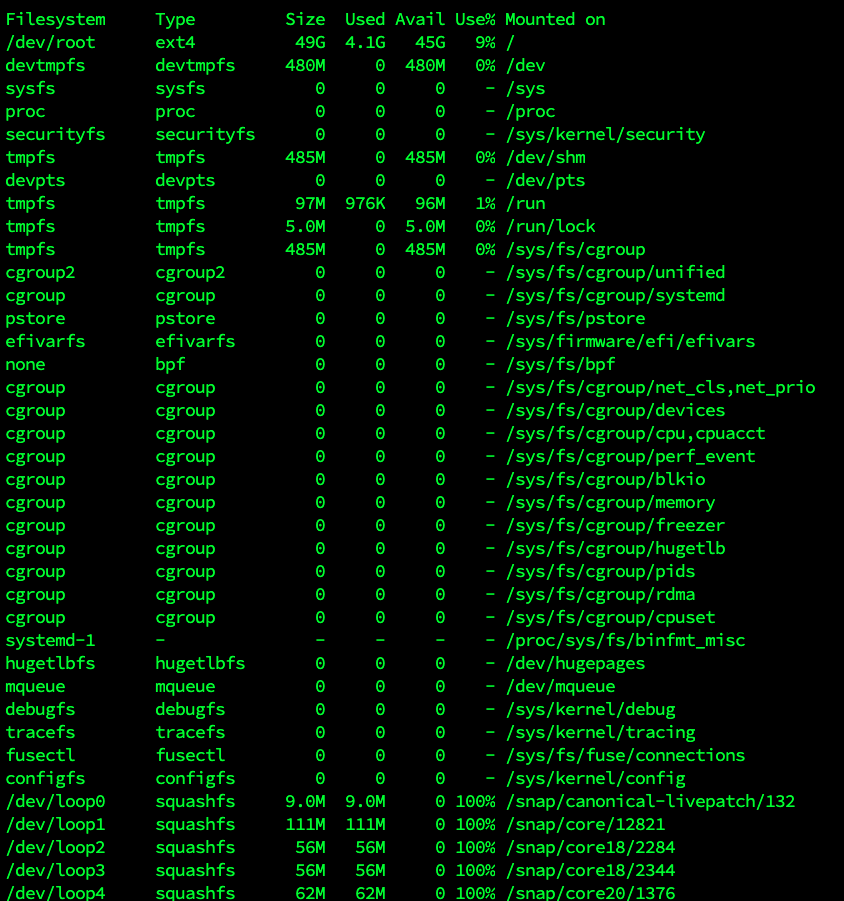 Filesystem     Type        Size  Used Avail Use% Mounted on
/dev/root      ext4         49G  4.1G   45G   9% /
devtmpfs       devtmpfs    480M     0  480M   0% /dev
sysfs          sysfs          0     0     0    - /sys
proc           proc           0     0     0    - /proc
securityfs     securityfs     0     0     0    - /sys/kernel/security
tmpfs          tmpfs       485M     0  485M   0% /dev/shm
devpts         devpts         0     0     0    - /dev/pts
tmpfs          tmpfs        97M  976K   96M   1% /run
tmpfs          tmpfs       5.0M     0  5.0M   0% /run/lock
tmpfs          tmpfs       485M     0  485M   0% /sys/fs/cgroup
cgroup2        cgroup2        0     0     0    - /sys/fs/cgroup/unified
cgroup         cgroup         0     0     0    - /sys/fs/cgroup/systemd
pstore         pstore         0     0     0    - /sys/fs/pstore
efivarfs       efivarfs       0     0     0    - /sys/firmware/efi/efivars
none           bpf            0     0     0    - /sys/fs/bpf
cgroup         cgroup         0     0     0    - /sys/fs/cgroup/net_cls,net_prio
cgroup         cgroup         0     0     0    - /sys/fs/cgroup/devices
cgroup         cgroup         0     0     0    - /sys/fs/cgroup/cpu,cpuacct
cgroup         cgroup         0     0     0    - /sys/fs/cgroup/perf_event
cgroup         cgroup         0     0     0    - /sys/fs/cgroup/blkio
cgroup         cgroup         0     0     0    - /sys/fs/cgroup/memory
cgroup         cgroup         0     0     0    - /sys/fs/cgroup/freezer
cgroup         cgroup         0     0     0    - /sys/fs/cgroup/hugetlb
cgroup         cgroup         0     0     0    - /sys/fs/cgroup/pids
cgroup         cgroup         0     0     0    - /sys/fs/cgroup/rdma
cgroup         cgroup         0     0     0    - /sys/fs/cgroup/cpuset
systemd-1      -              -     -     -    - /proc/sys/fs/binfmt_misc
hugetlbfs      hugetlbfs      0     0     0    - /dev/hugepages
mqueue         mqueue         0     0     0    - /dev/mqueue
debugfs        debugfs        0     0     0    - /sys/kernel/debug
tracefs        tracefs        0     0     0    - /sys/kernel/tracing
fusectl        fusectl        0     0     0    - /sys/fs/fuse/connections
configfs       configfs       0     0     0    - /sys/kernel/config
/dev/loop0     squashfs    9.0M  9.0M     0 100% /snap/canonical-livepatch/132
/dev/loop1     squashfs    111M  111M     0 100% /snap/core/12821
/dev/loop2     squashfs     56M   56M     0 100% /snap/core18/2284
/dev/loop3     squashfs     56M   56M     0 100% /snap/core18/2344
/dev/loop4     squashfs     62M   62M     0 100% /snap/core20/1376